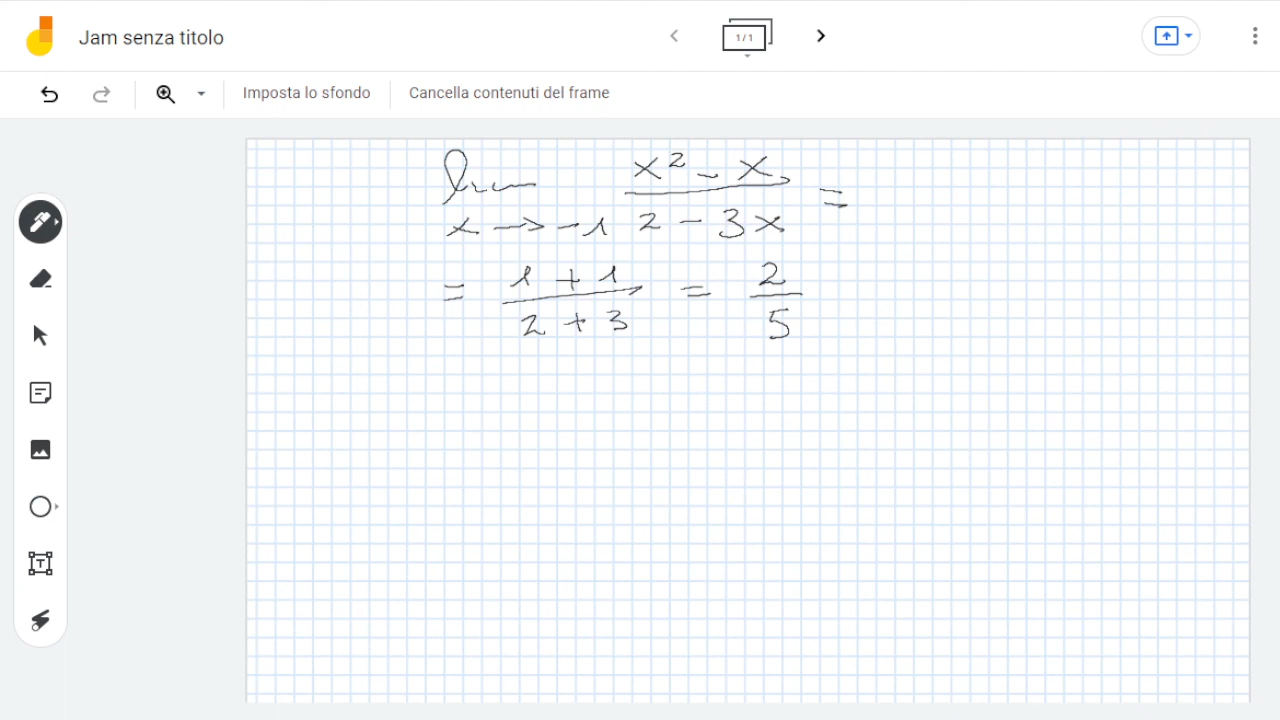 Jam senza titolo
1/1
Imposta lo sfondo Cancella contenuti del frame
lim x→-1 (x² - x)/(2 - 3x) =
= (1 + 1)/(2 + 3) = 2/5
T